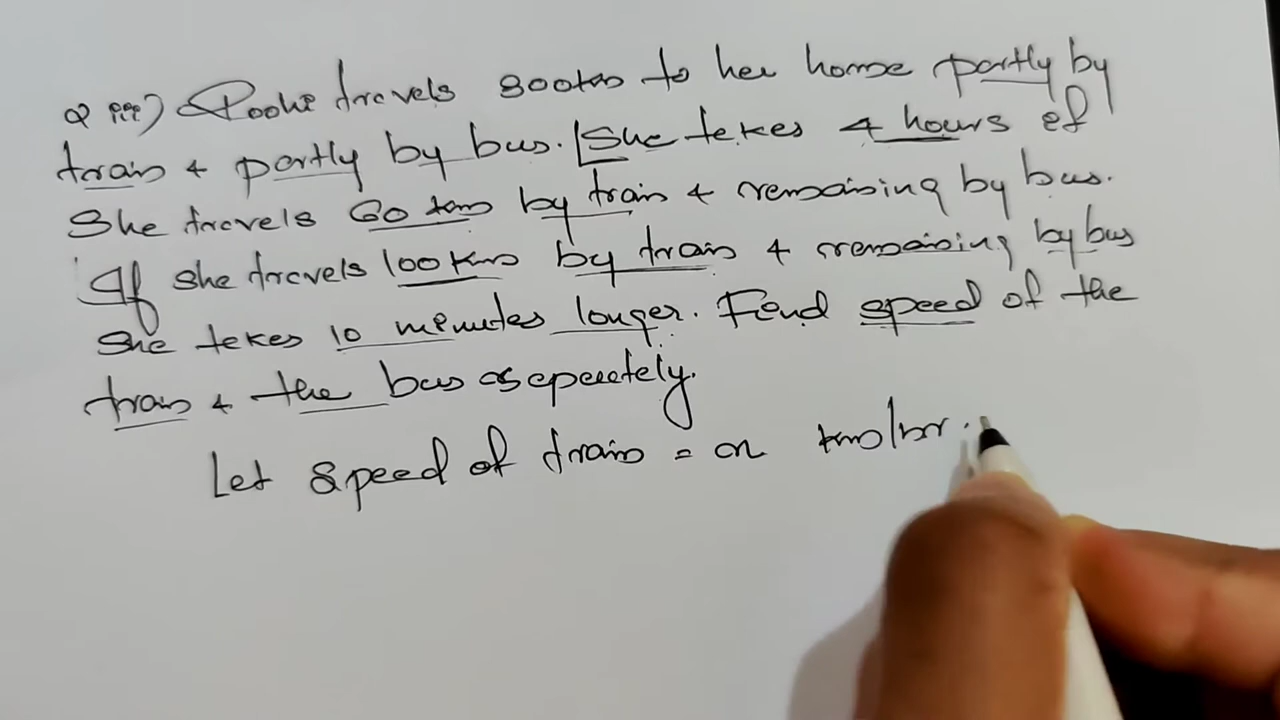 Q iii) Poohi travels 300km to her home partly by
train & partly by bus. She takes 4 hours if
She travels 60 km by train & remaining by bus.
If she travels 100 km by train & remaining by bus
She takes 10 minutes longer. Find speed of the
train & the bus seperetely.
Let Speed of train = x km/hr.